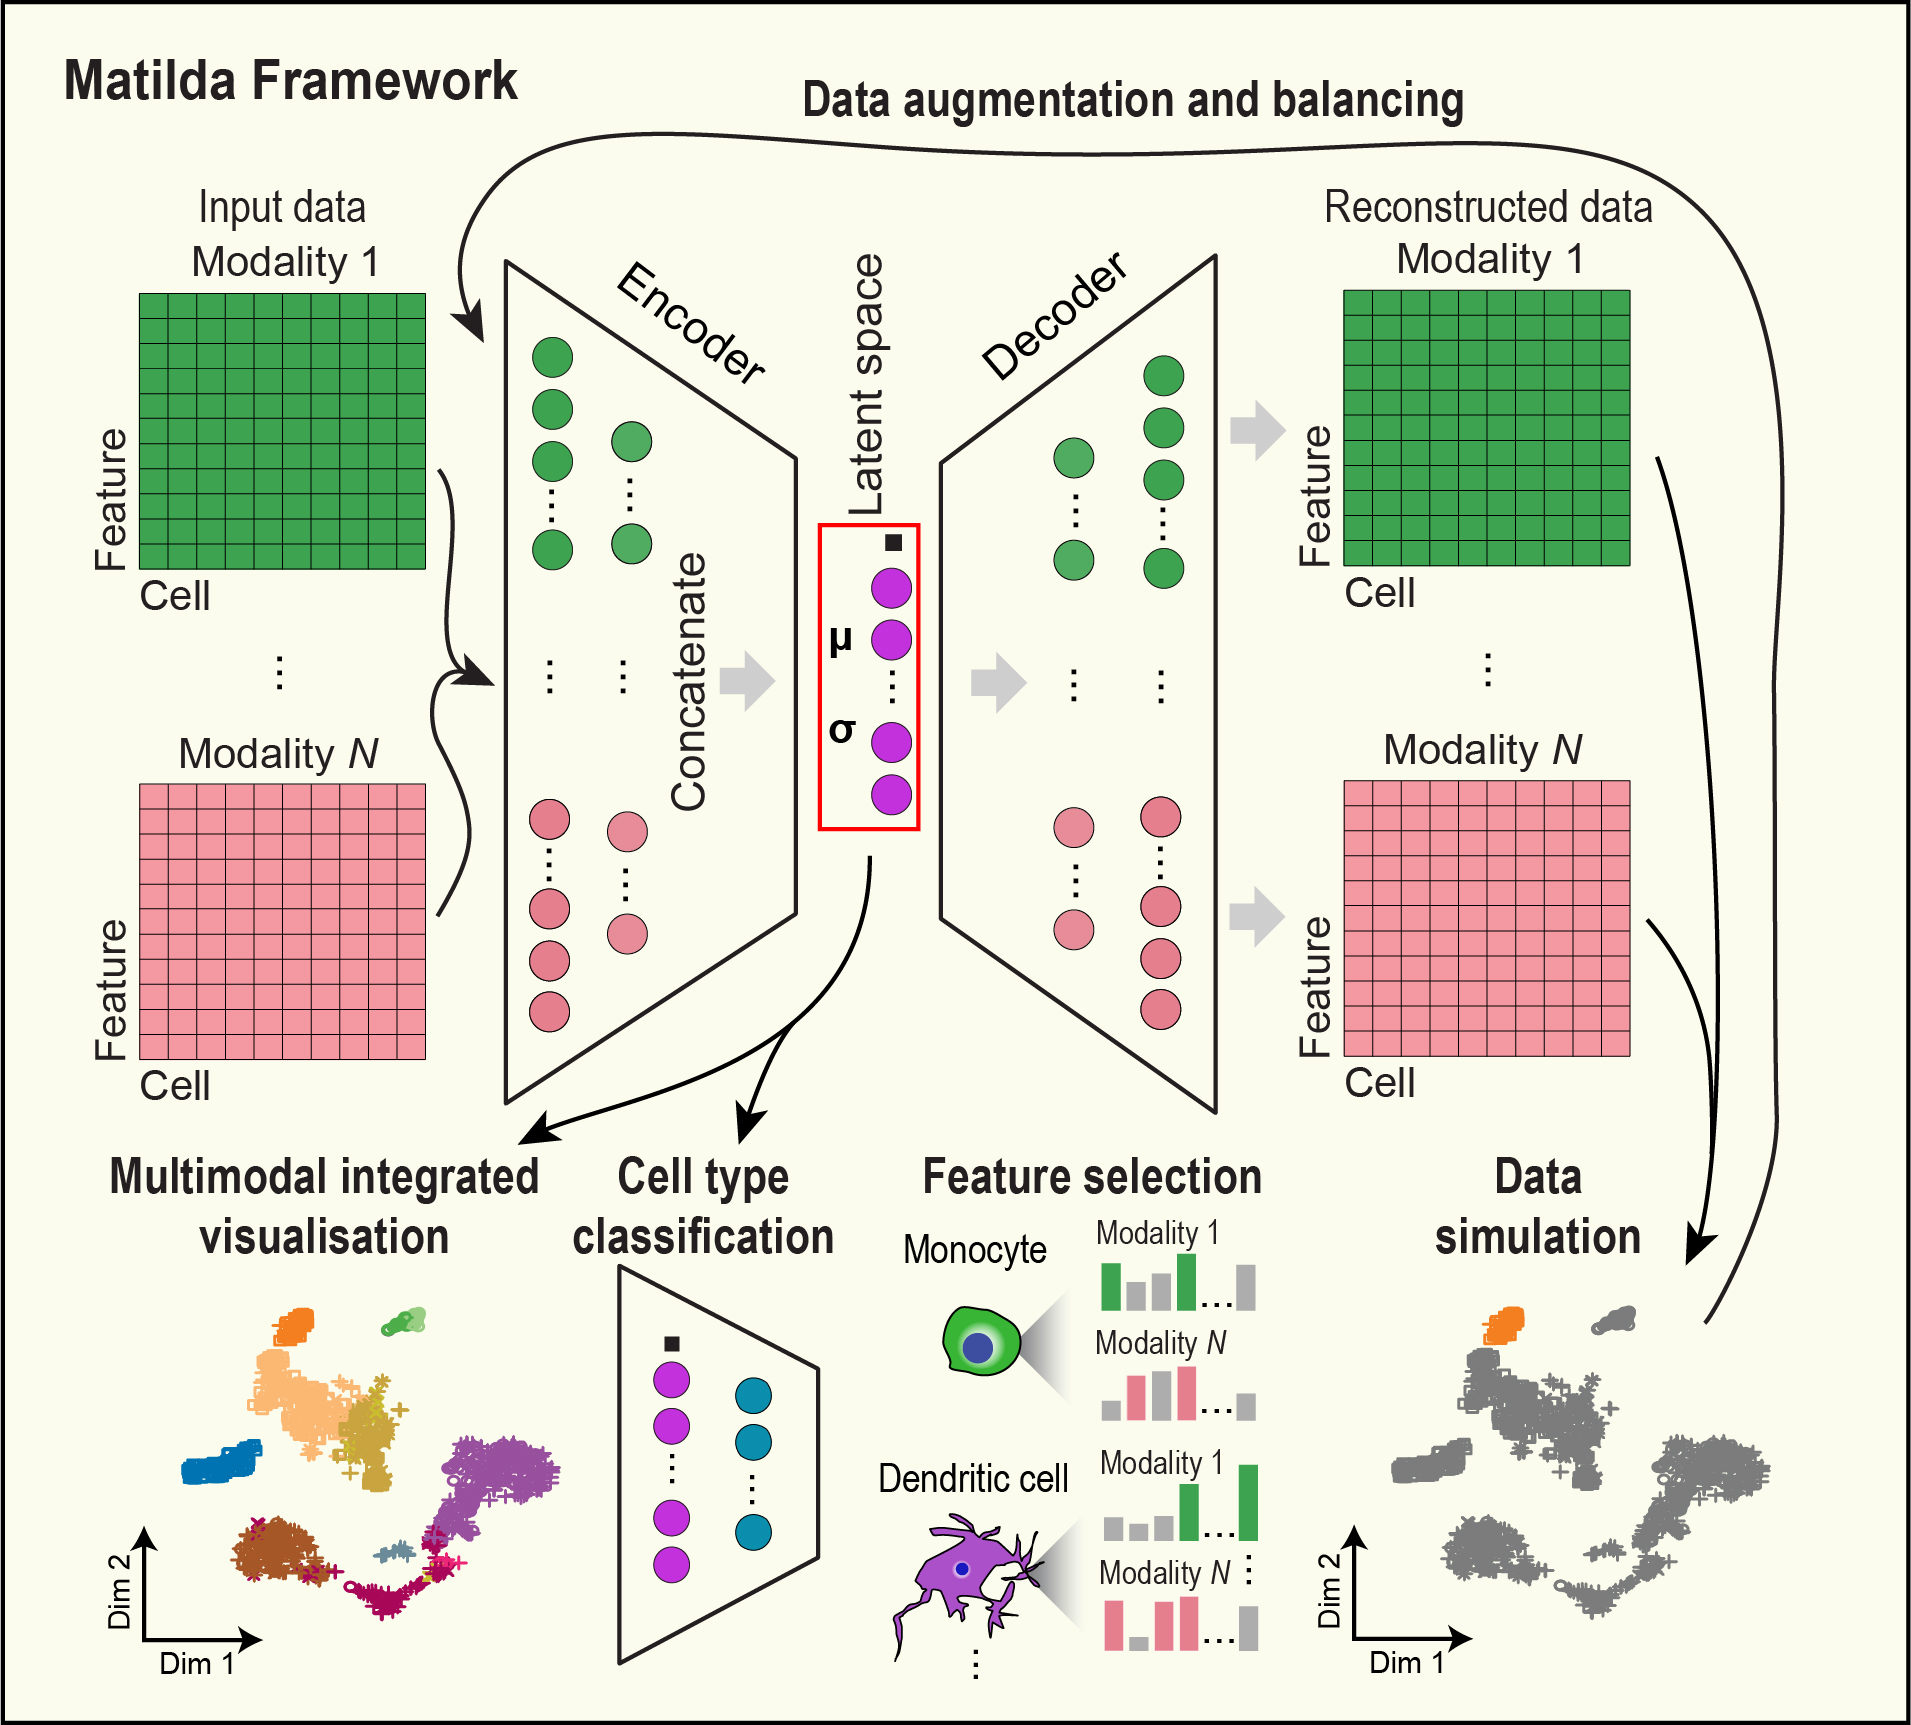 Matilda Framework
Data augmentation and balancing
Input data
Modality 1
Feature
Cell
Modality N
Feature
Cell
Encoder
Concatenate
Latent space
μ
σ
Decoder
Reconstructed data
Modality 1
Feature
Cell
Modality N
Feature
Cell
Multimodal integrated
visualisation
Dim 2
Dim 1
Cell type
classification
Feature selection
Monocyte
Modality 1
Modality N
Dendritic cell
Modality 1
Modality N
Data
simulation
Dim 2
Dim 1